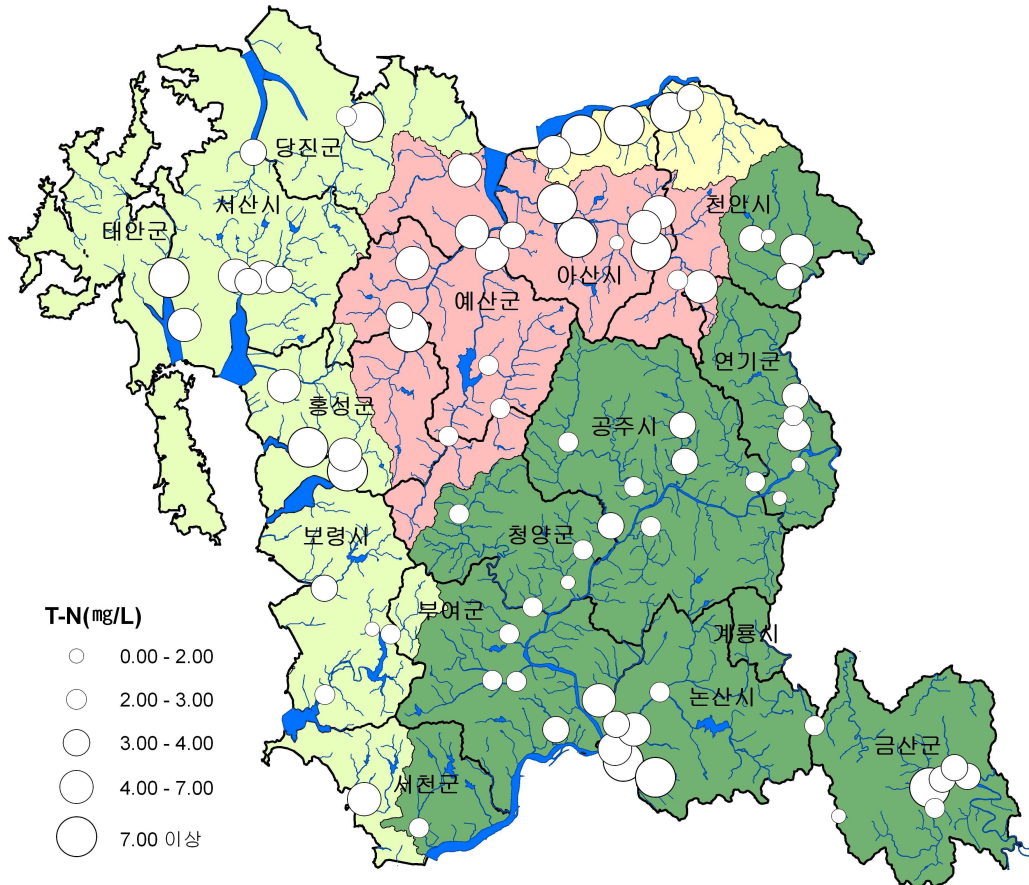 당진군
서산시
천안시
태안군
아산시
예산군
연기군
홍성군
공주시
청양군
보령시
부여군
계룡시
논산시
금산군
서천군
T-N(㎎/L)
0.00 - 2.00
2.00 - 3.00
3.00 - 4.00
4.00 - 7.00
7.00 이상